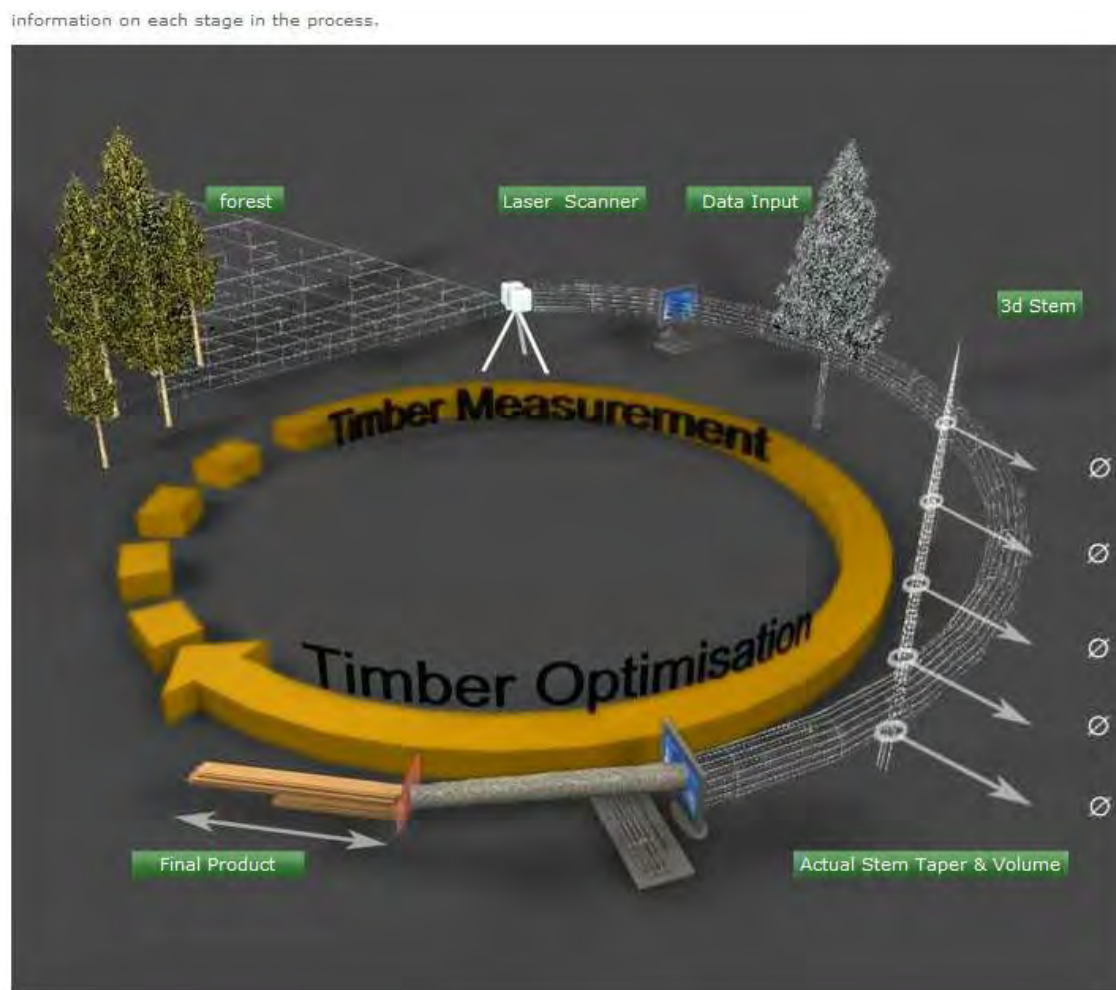 information on each stage in the process.
forest
Laser Scanner
Data Input
3d Stem
Timber Measurement
Ø
Ø
Ø
Ø
Ø
Timber Optimisation
Final Product
Actual Stem Taper & Volume